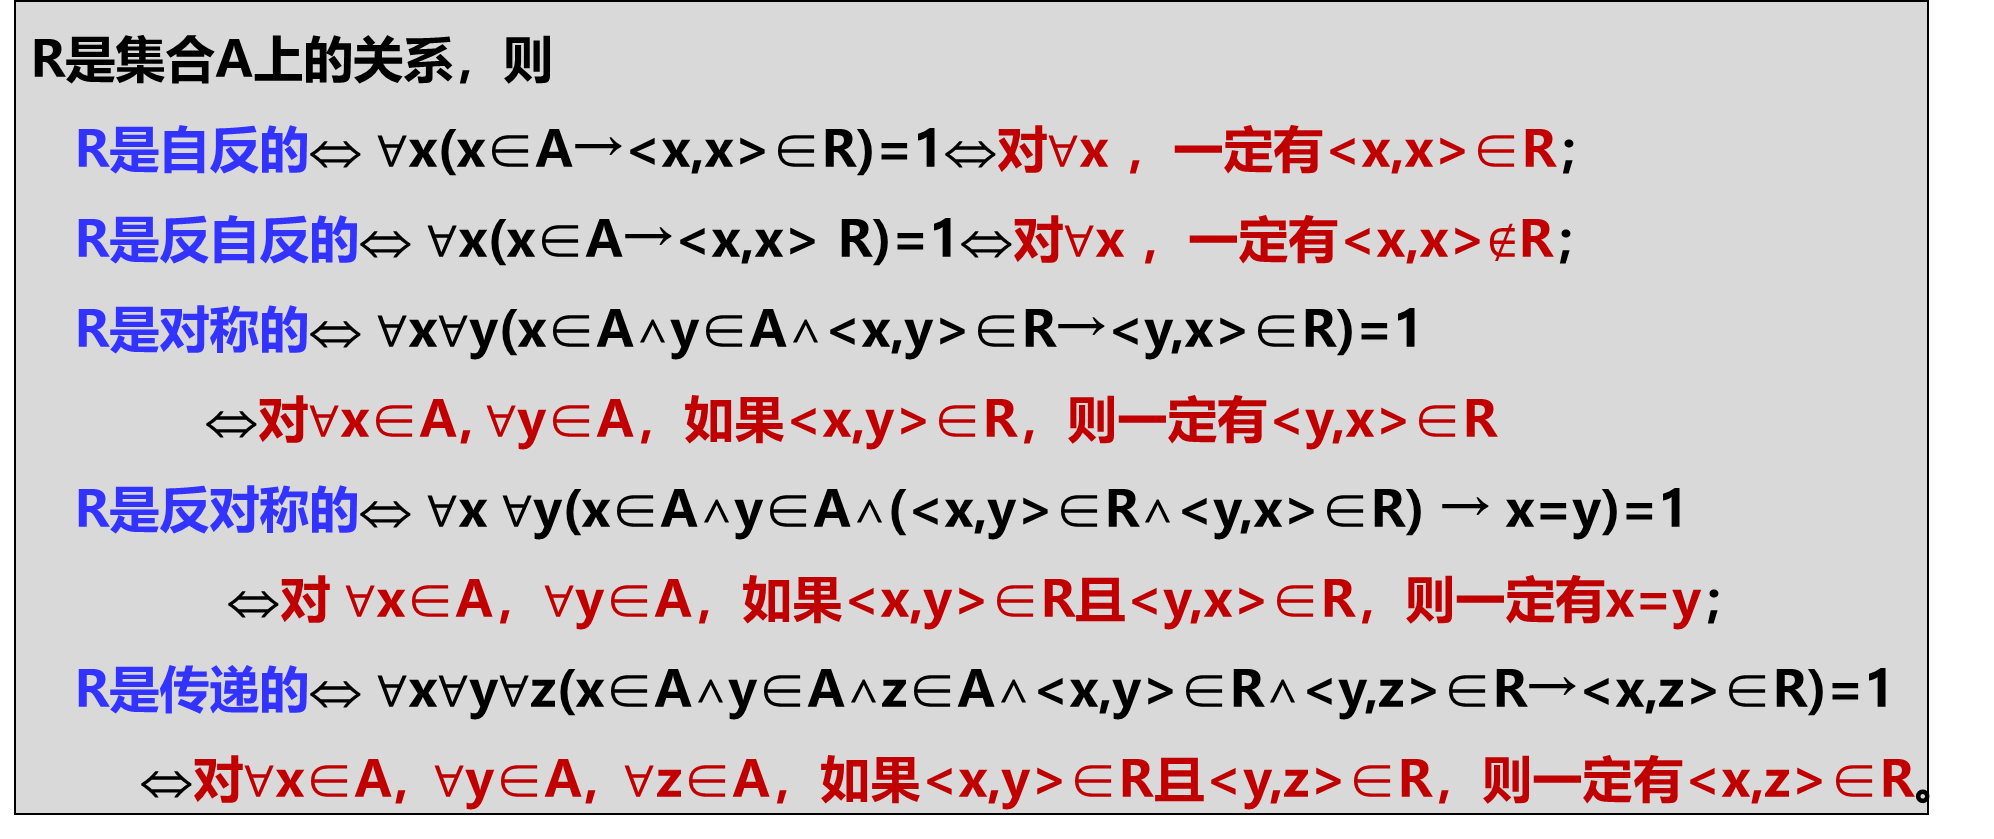 R是集合A上的关系，则
R是自反的⇔ ∀x(x∈A→<x,x>∈R)=1⇔对∀x ，一定有<x,x>∈R；
R是反自反的⇔ ∀x(x∈A→<x,x> R)=1⇔对∀x ，一定有<x,x>∉R；
R是对称的⇔ ∀x∀y(x∈A∧y∈A∧<x,y>∈R→<y,x>∈R)=1
⇔对∀x∈A, ∀y∈A，如果<x,y>∈R，则一定有<y,x>∈R
R是反对称的⇔ ∀x ∀y(x∈A∧y∈A∧(<x,y>∈R∧<y,x>∈R) → x=y)=1
⇔对 ∀x∈A，∀y∈A，如果<x,y>∈R且<y,x>∈R，则一定有x=y；
R是传递的⇔ ∀x∀y∀z(x∈A∧y∈A∧z∈A∧<x,y>∈R∧<y,z>∈R→<x,z>∈R)=1
⇔对∀x∈A，∀y∈A，∀z∈A，如果<x,y>∈R且<y,z>∈R，则一定有<x,z>∈R。